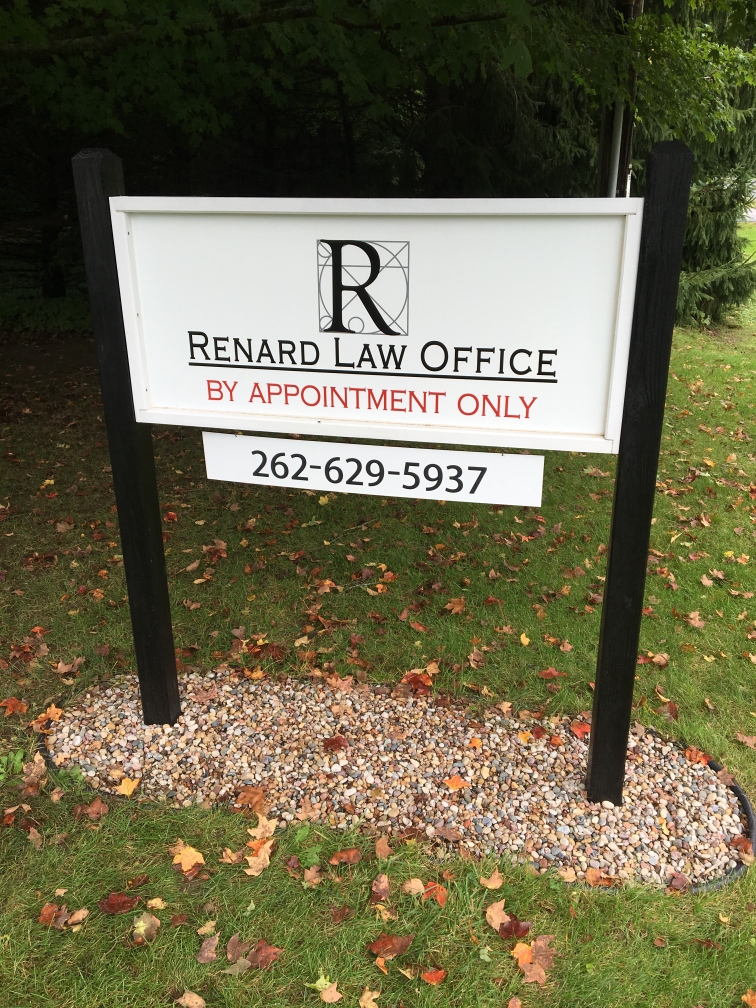 R
RENARD LAW OFFICE
BY APPOINTMENT ONLY
262-629-5937